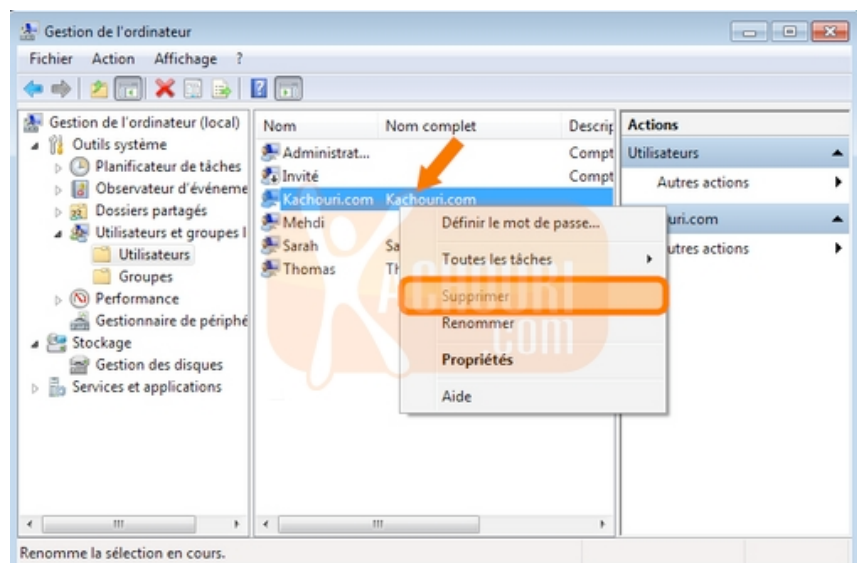 Gestion de l'ordinateur
Fichier Action Affichage ?
Gestion de l'ordinateur (local)
Outils système
Planificateur de tâches
Observateur d'événeme
Dossiers partagés
Utilisateurs et groupes l
Utilisateurs
Groupes
Performance
Gestionnaire de périphé
Stockage
Gestion des disques
Services et applications
Nom Nom complet Descrip
Administrat... Compt
Invité Compt
Kachouri.com Kachouri.com
Mehdi
Sarah Sa
Thomas Th
Définir le mot de passe...
Toutes les tâches
Supprimer
Renommer
Propriétés
Aide
KACHOURI
com
Actions
Utilisateurs
Autres actions
uri.com
utres actions
Renomme la sélection en cours.